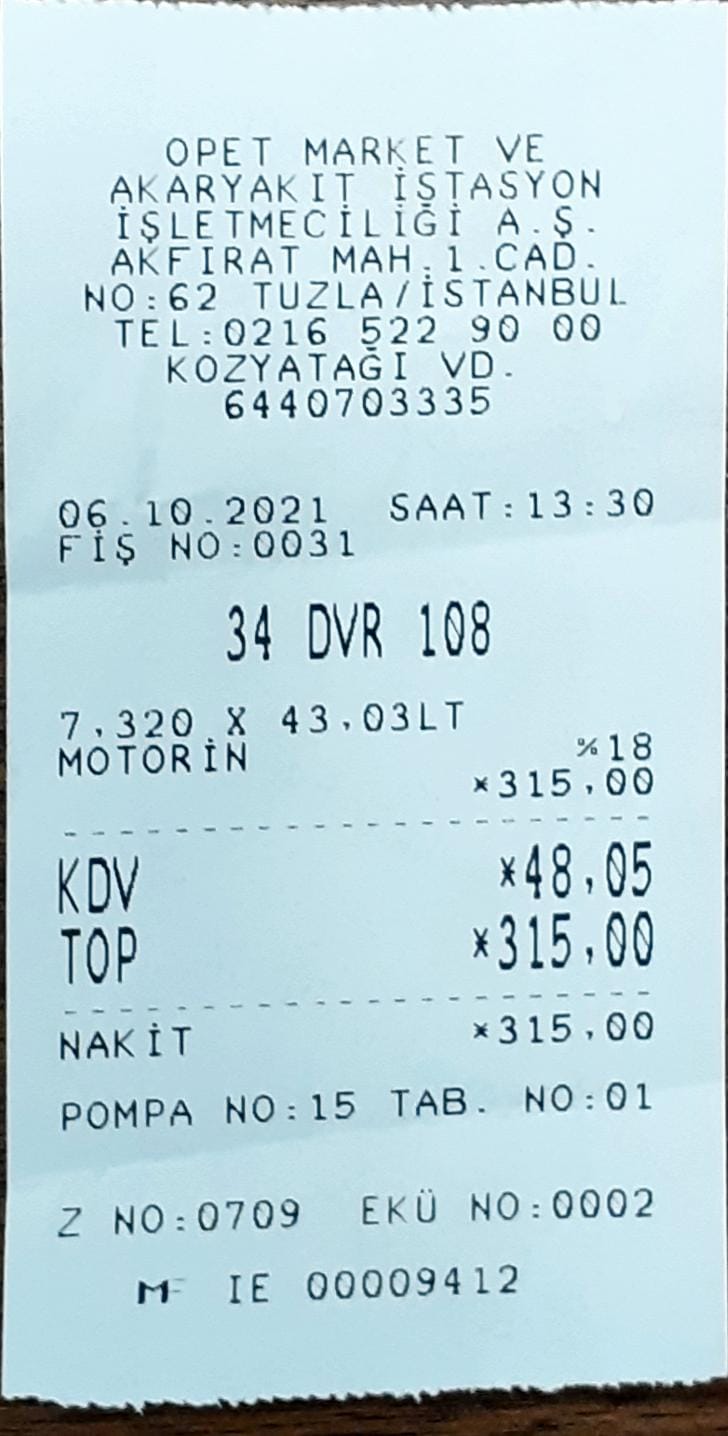 OPET MARKET VE
AKARYAKIT İSTASYON
İŞLETMECİLİĞİ A.Ş.
AKFIRAT MAH.1.CAD.
NO:62 TUZLA/İSTANBUL
TEL:0216 522 90 00
KOZYATAĞI VD.
6440703335
06.10.2021 SAAT:13:30
FİŞ NO:0031
34 DVR 108
7,320 X 43,03LT
MOTORİN %18
*315,00
KDV *48,05
TOP *315,00
NAKİT *315,00
POMPA NO:15 TAB. NO:01
Z NO:0709 EKÜ NO:0002
MF IE 00009412